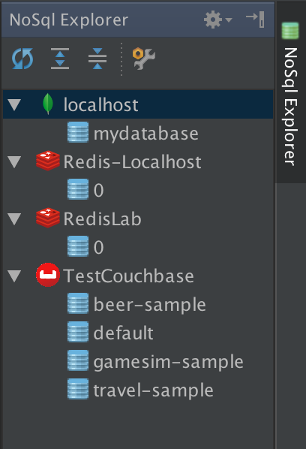 NoSql Explorer
localhost
mydatabase
Redis-Localhost
0
RedisLab
0
TestCouchbase
beer-sample
default
gamesim-sample
travel-sample
NoSql Explorer